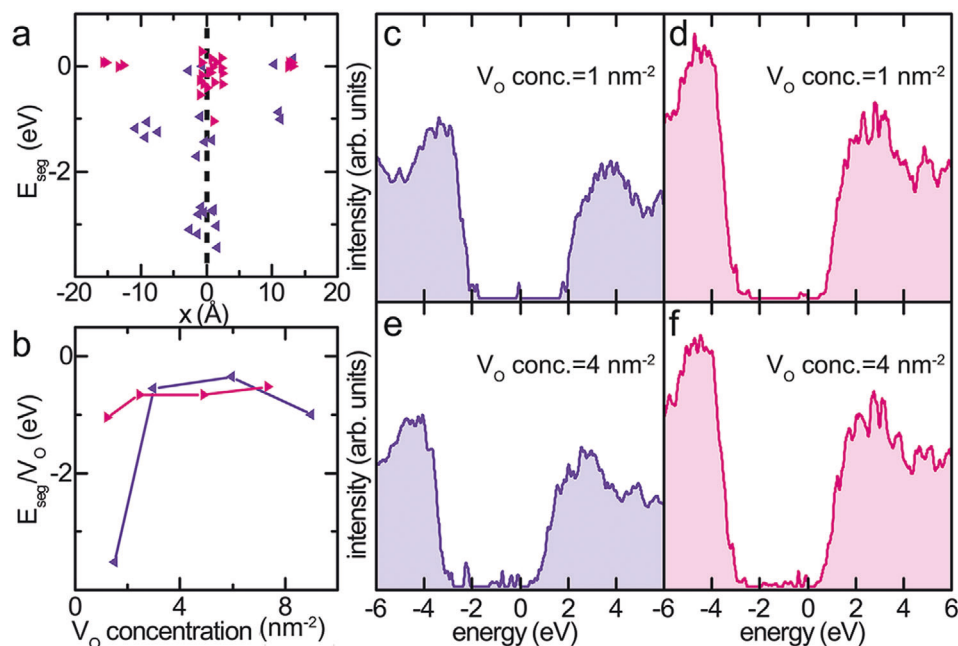 a
0
-2
E_seg (eV)
-20 -10 0 10 20
x (Å)
b
0
-2
E_seg/V_O (eV)
0 4 8
V_O concentration (nm⁻²)
c
V_O conc.=1 nm⁻²
intensity (arb. units)
d
V_O conc.=1 nm⁻²
e
V_O conc.=4 nm⁻²
intensity (arb. units)
-6 -4 -2 0 2 4
energy (eV)
f
V_O conc.=4 nm⁻²
-6 -4 -2 0 2 4 6
energy (eV)